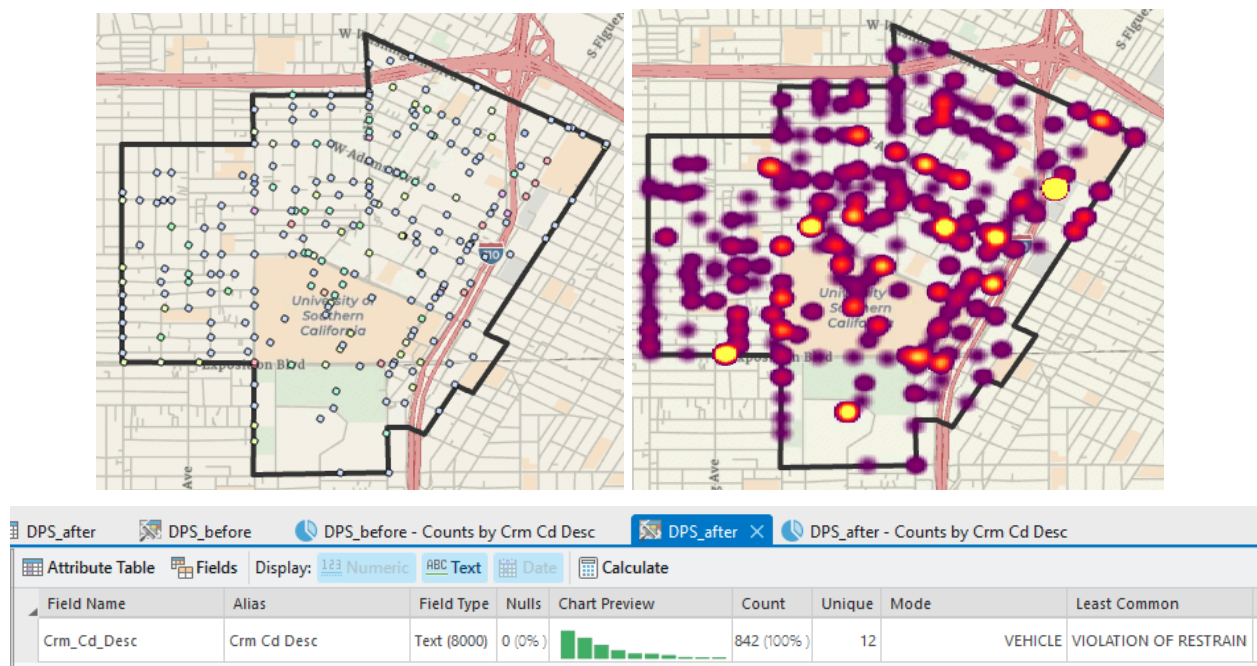 S Figuer
S Figuer
W Adams
10
University of
Southern
California
Exposition Blvd
University
Southern
Exposition Blvd
Ave
Ave
DPS_after
DPS_before
DPS_before - Counts by Crm Cd Desc
DPS_after
DPS_after - Counts by Crm Cd Desc
Attribute Table
Fields
Display:
123 Numeric
ABC Text
Date
Calculate
Field Name
Alias
Field Type
Nulls
Chart Preview
Count
Unique
Mode
Least Common
Crm_Cd_Desc
Crm Cd Desc
Text (8000)
0 (0% )
842 (100% )
12
VEHICLE
VIOLATION OF RESTRAIN